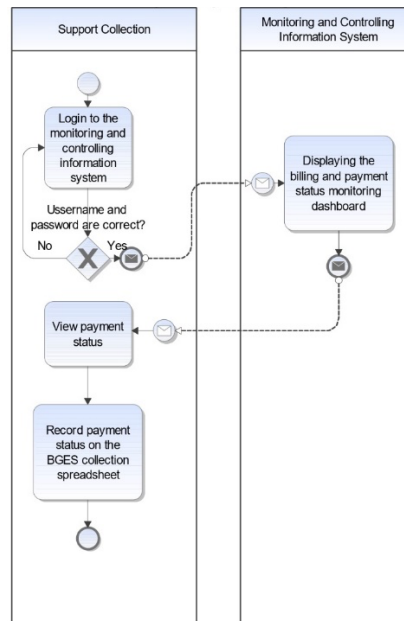 Support Collection
Monitoring and Controlling
Information System
Login to the
monitoring and
controlling
information
system
Ussername and
password are correct?
No
Yes
Displaying the
billing and payment
status monitoring
dashboard
View payment
status
Record payment
status on the
BGES collection
spreadsheet